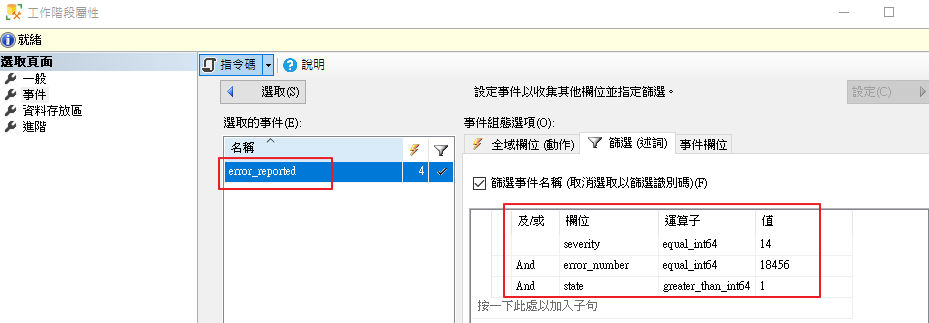 工作階段屬性
就緒
選取頁面
一般
事件
資料存放區
進階
指令碼 說明
選取(S) 設定事件以收集其他欄位並指定篩選。 設定(C)
選取的事件(E): 事件組態選項(O):
名稱
error_reported 4
全域欄位 (動作) 篩選 (述詞) 事件欄位
篩選事件名稱 (取消選取以篩選識別碼)(F)
及/或 欄位 運算子 值
severity equal_int64 14
And error_number equal_int64 18456
And state greater_than_int64 1
按一下此處以加入子句